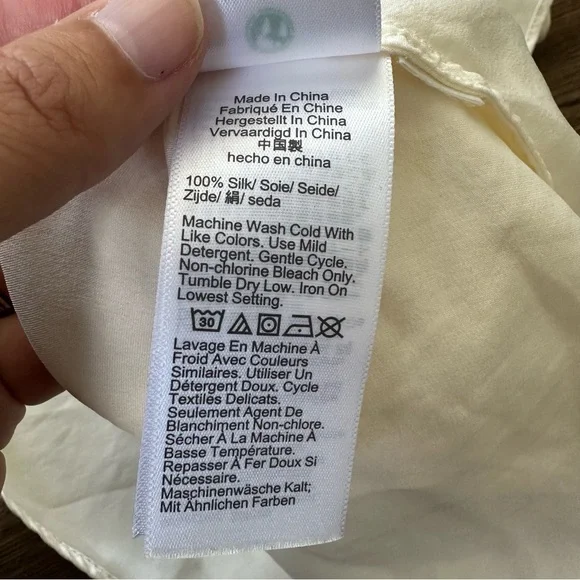 Made In China
Fabriqué En Chine
Hergestellt In China
Vervaardigd In China
中国製
hecho en china
100% Silk/ Soie/ Seide/
Zijde/ 絹/ seda
Machine Wash Cold With
Like Colors. Use Mild
Detergent. Gentle Cycle.
Non-chlorine Bleach Only.
Tumble Dry Low. Iron On
Lowest Setting.
30
Lavage En Machine À
Froid Avec Couleurs
Similaires. Utiliser Un
Détergent Doux. Cycle
Textiles Delicats.
Seulement Agent De
Blanchiment Non-chlore.
Sécher À La Machine À
Basse Température.
Repasser À Fer Doux Si
Nécessaire.
Maschinenwäsche Kalt;
Mit Ähnlichen Farben